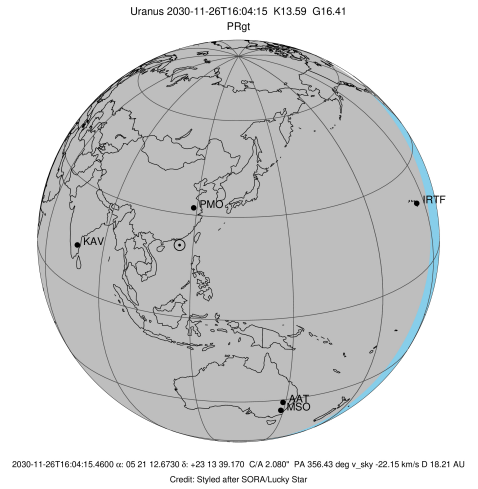 Uranus 2030-11-26T16:04:15 K13.59 G16.41
PRgt
PMO
IRTF
KAV
AAT
MSO
2030-11-26T16:04:15.4600 α: 05 21 12.6730 δ: +23 13 39.170 C/A 2.080" PA 356.43 deg v_sky -22.15 km/s D 18.21 AU
Credit: Styled after SORA/Lucky Star